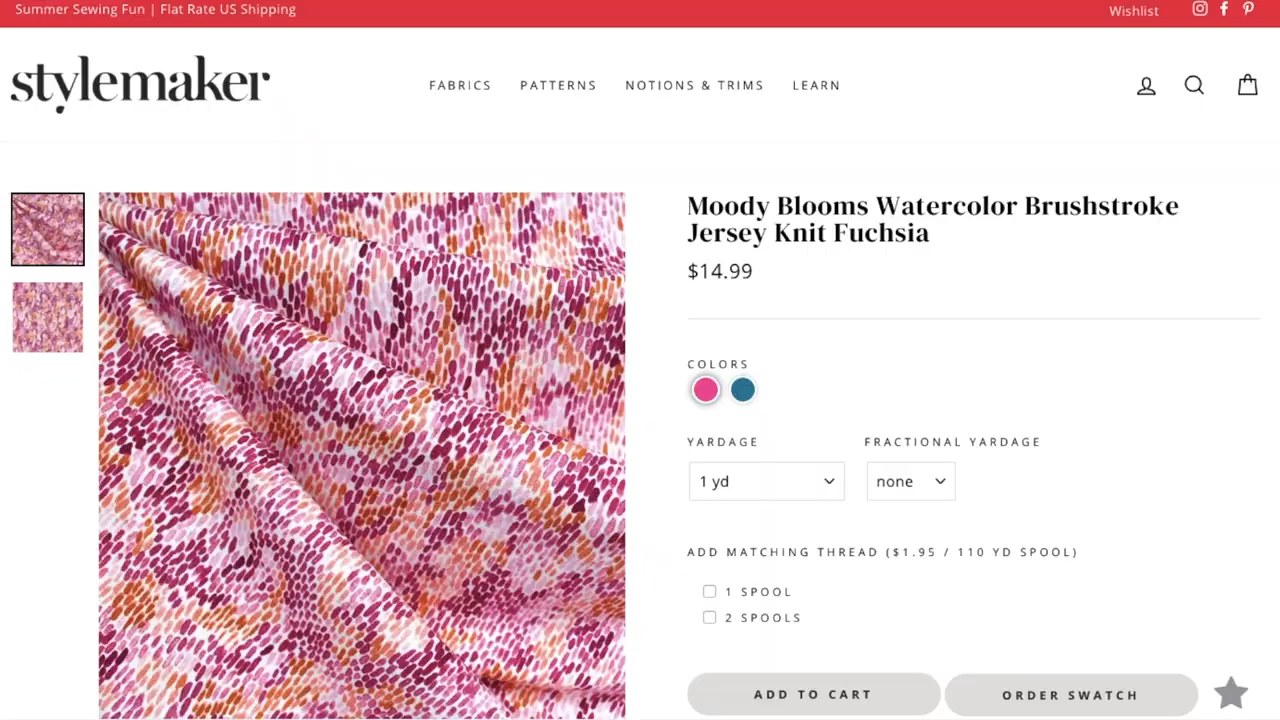 Summer Sewing Fun | Flat Rate US Shipping
Wishlist
stylemaker
FABRICS PATTERNS NOTIONS & TRIMS LEARN
Moody Blooms Watercolor Brushstroke
Jersey Knit Fuchsia
$14.99
COLORS
YARDAGE FRACTIONAL YARDAGE
1 yd none
ADD MATCHING THREAD ($1.95 / 110 YD SPOOL)
1 SPOOL
2 SPOOLS
ADD TO CART ORDER SWATCH